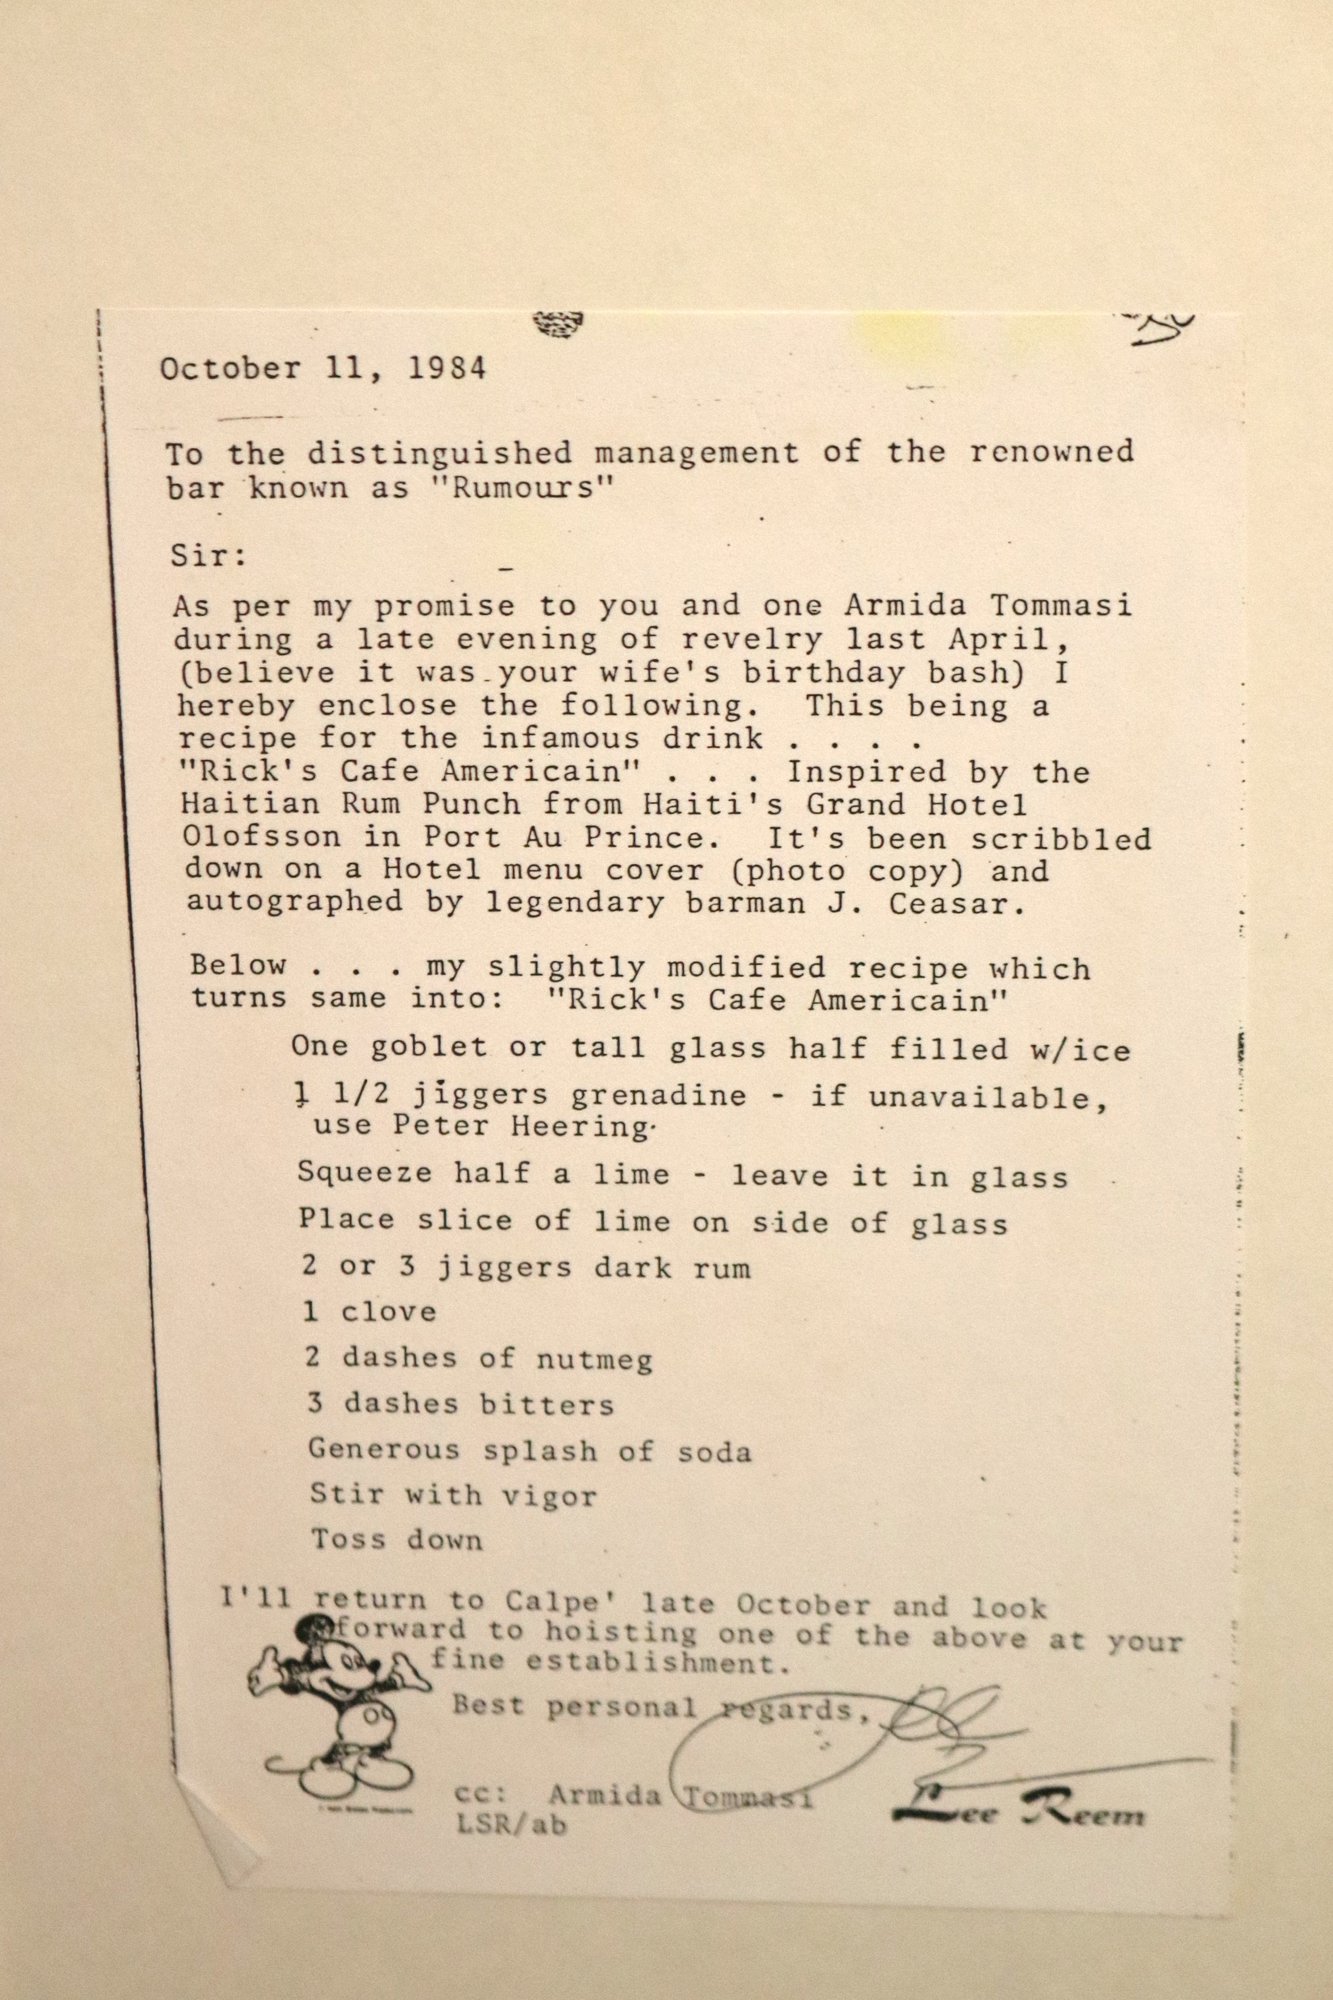 October 11, 1984
To the distinguished management of the renowned
bar known as "Rumours"
Sir:
As per my promise to you and one Armida Tommasi
during a late evening of revelry last April,
(believe it was your wife's birthday bash) I
hereby enclose the following.  This being a
recipe for the infamous drink . . . .
"Rick's Cafe Americain" . . . Inspired by the
Haitian Rum Punch from Haiti's Grand Hotel
Olofsson in Port Au Prince.  It's been scribbled
down on a Hotel menu cover (photo copy) and
autographed by legendary barman J. Ceasar.
Below . . . my slightly modified recipe which
turns same into:  "Rick's Cafe Americain"
One goblet or tall glass half filled w/ice
1 1/2 jiggers grenadine - if unavailable,
use Peter Heering.
Squeeze half a lime - leave it in glass
Place slice of lime on side of glass
2 or 3 jiggers dark rum
1 clove
2 dashes of nutmeg
3 dashes bitters
Generous splash of soda
Stir with vigor
Toss down
I'll return to Calpe' late October and look
forward to hoisting one of the above at your
fine establishment.
Best personal regards,
cc:  Armida Tommasi
Lee Reem
LSR/ab